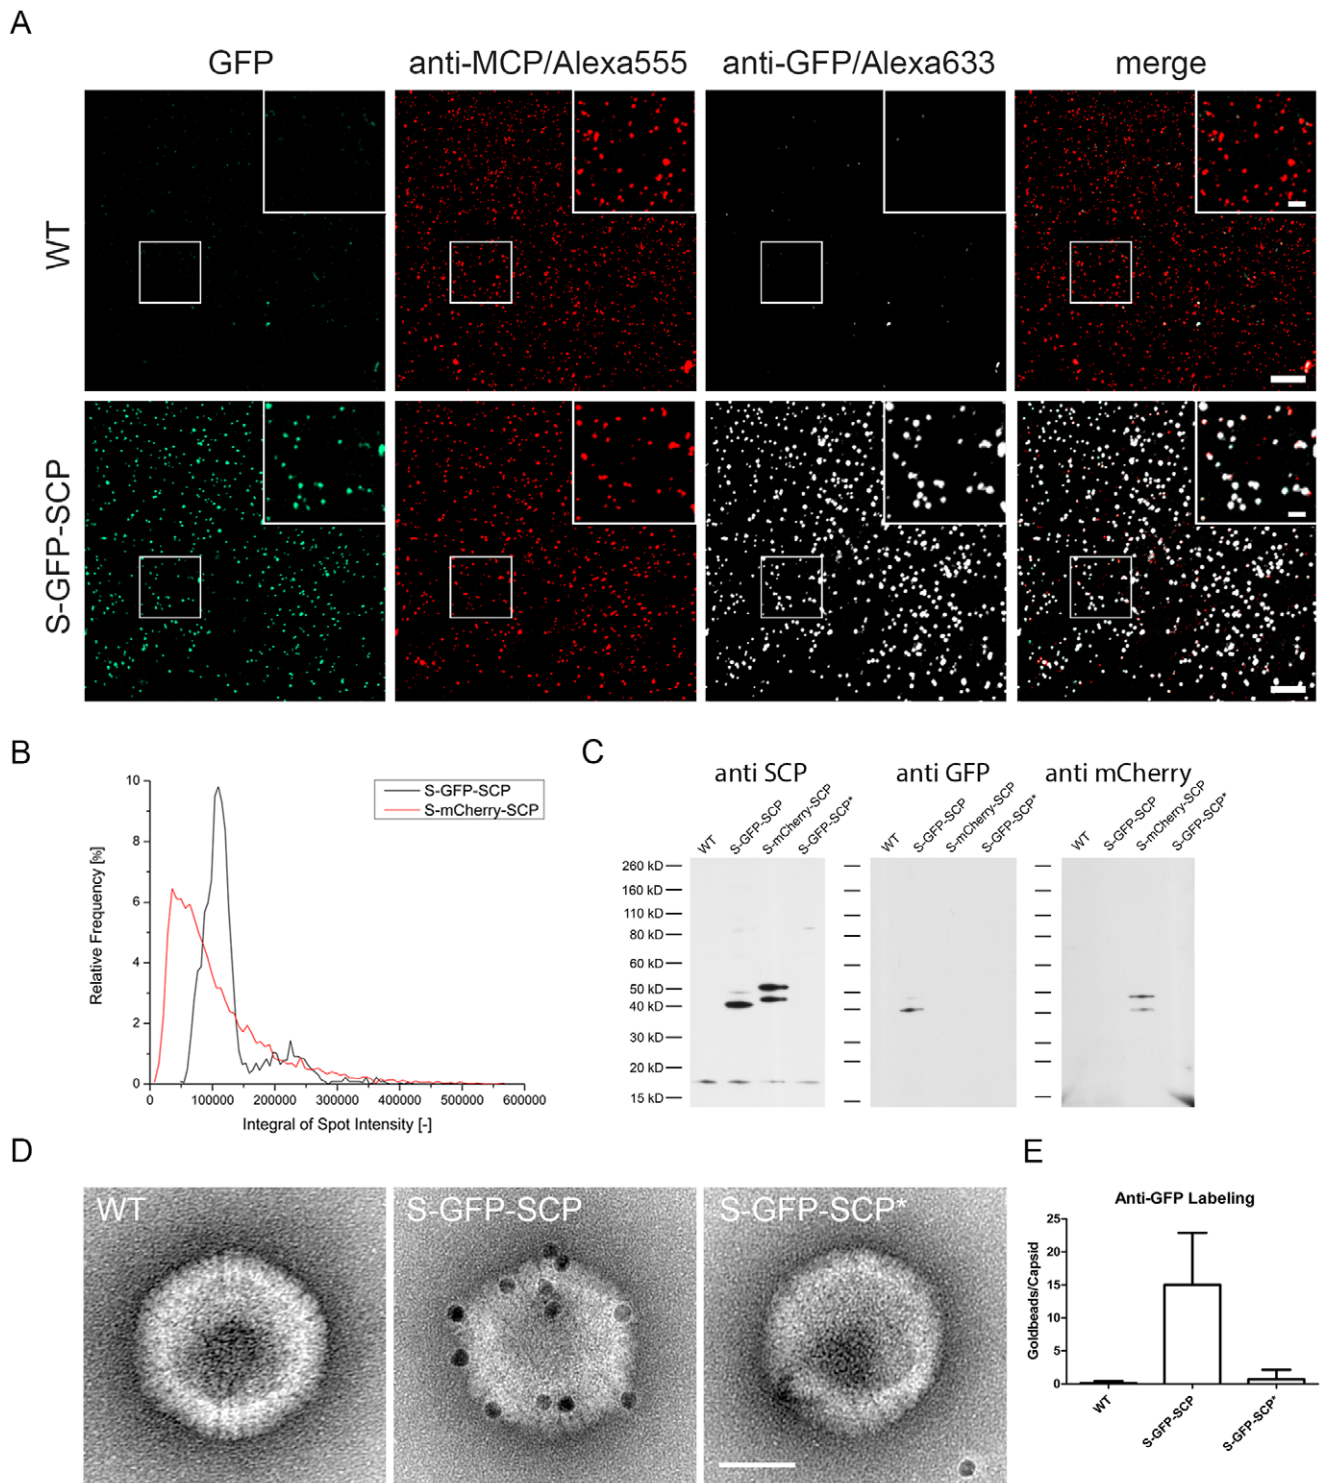 A
GFP
anti-MCP/Alexa555
anti-GFP/Alexa633
merge
WT
S-GFP-SCP
B
10
8
6
4
2
0
Relative Frequency [%]
S-GFP-SCP
S-mCherry-SCP
0
100000
200000
300000
400000
500000
600000
Integral of Spot Intensity [-]
C
anti SCP
anti GFP
anti mCherry
WT
S-GFP-SCP
S-mCherry-SCP
S-GFP-SCP*
WT
S-GFP-SCP
S-mCherry-SCP
S-GFP-SCP*
WT
S-GFP-SCP
S-mCherry-SCP
S-GFP-SCP*
260 kD
160 kD
110 kD
80 kD
60 kD
50 kD
40 kD
30 kD
20 kD
15 kD
D
WT
S-GFP-SCP
S-GFP-SCP*
E
Anti-GFP Labeling
25
20
15
10
5
0
Goldbeads/Capsid
WT
S-GFP-SCP
S-GFP-SCP*